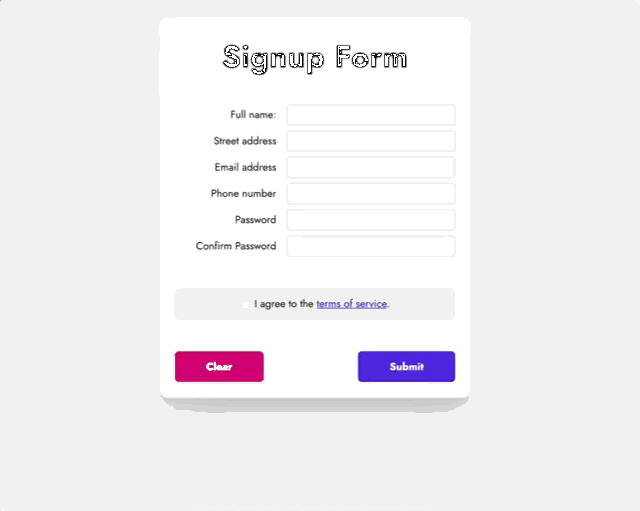 Signup Form
Full name:
Street address
Email address
Phone number
Password
Confirm Password
I agree to the terms of service.
Clear
Submit